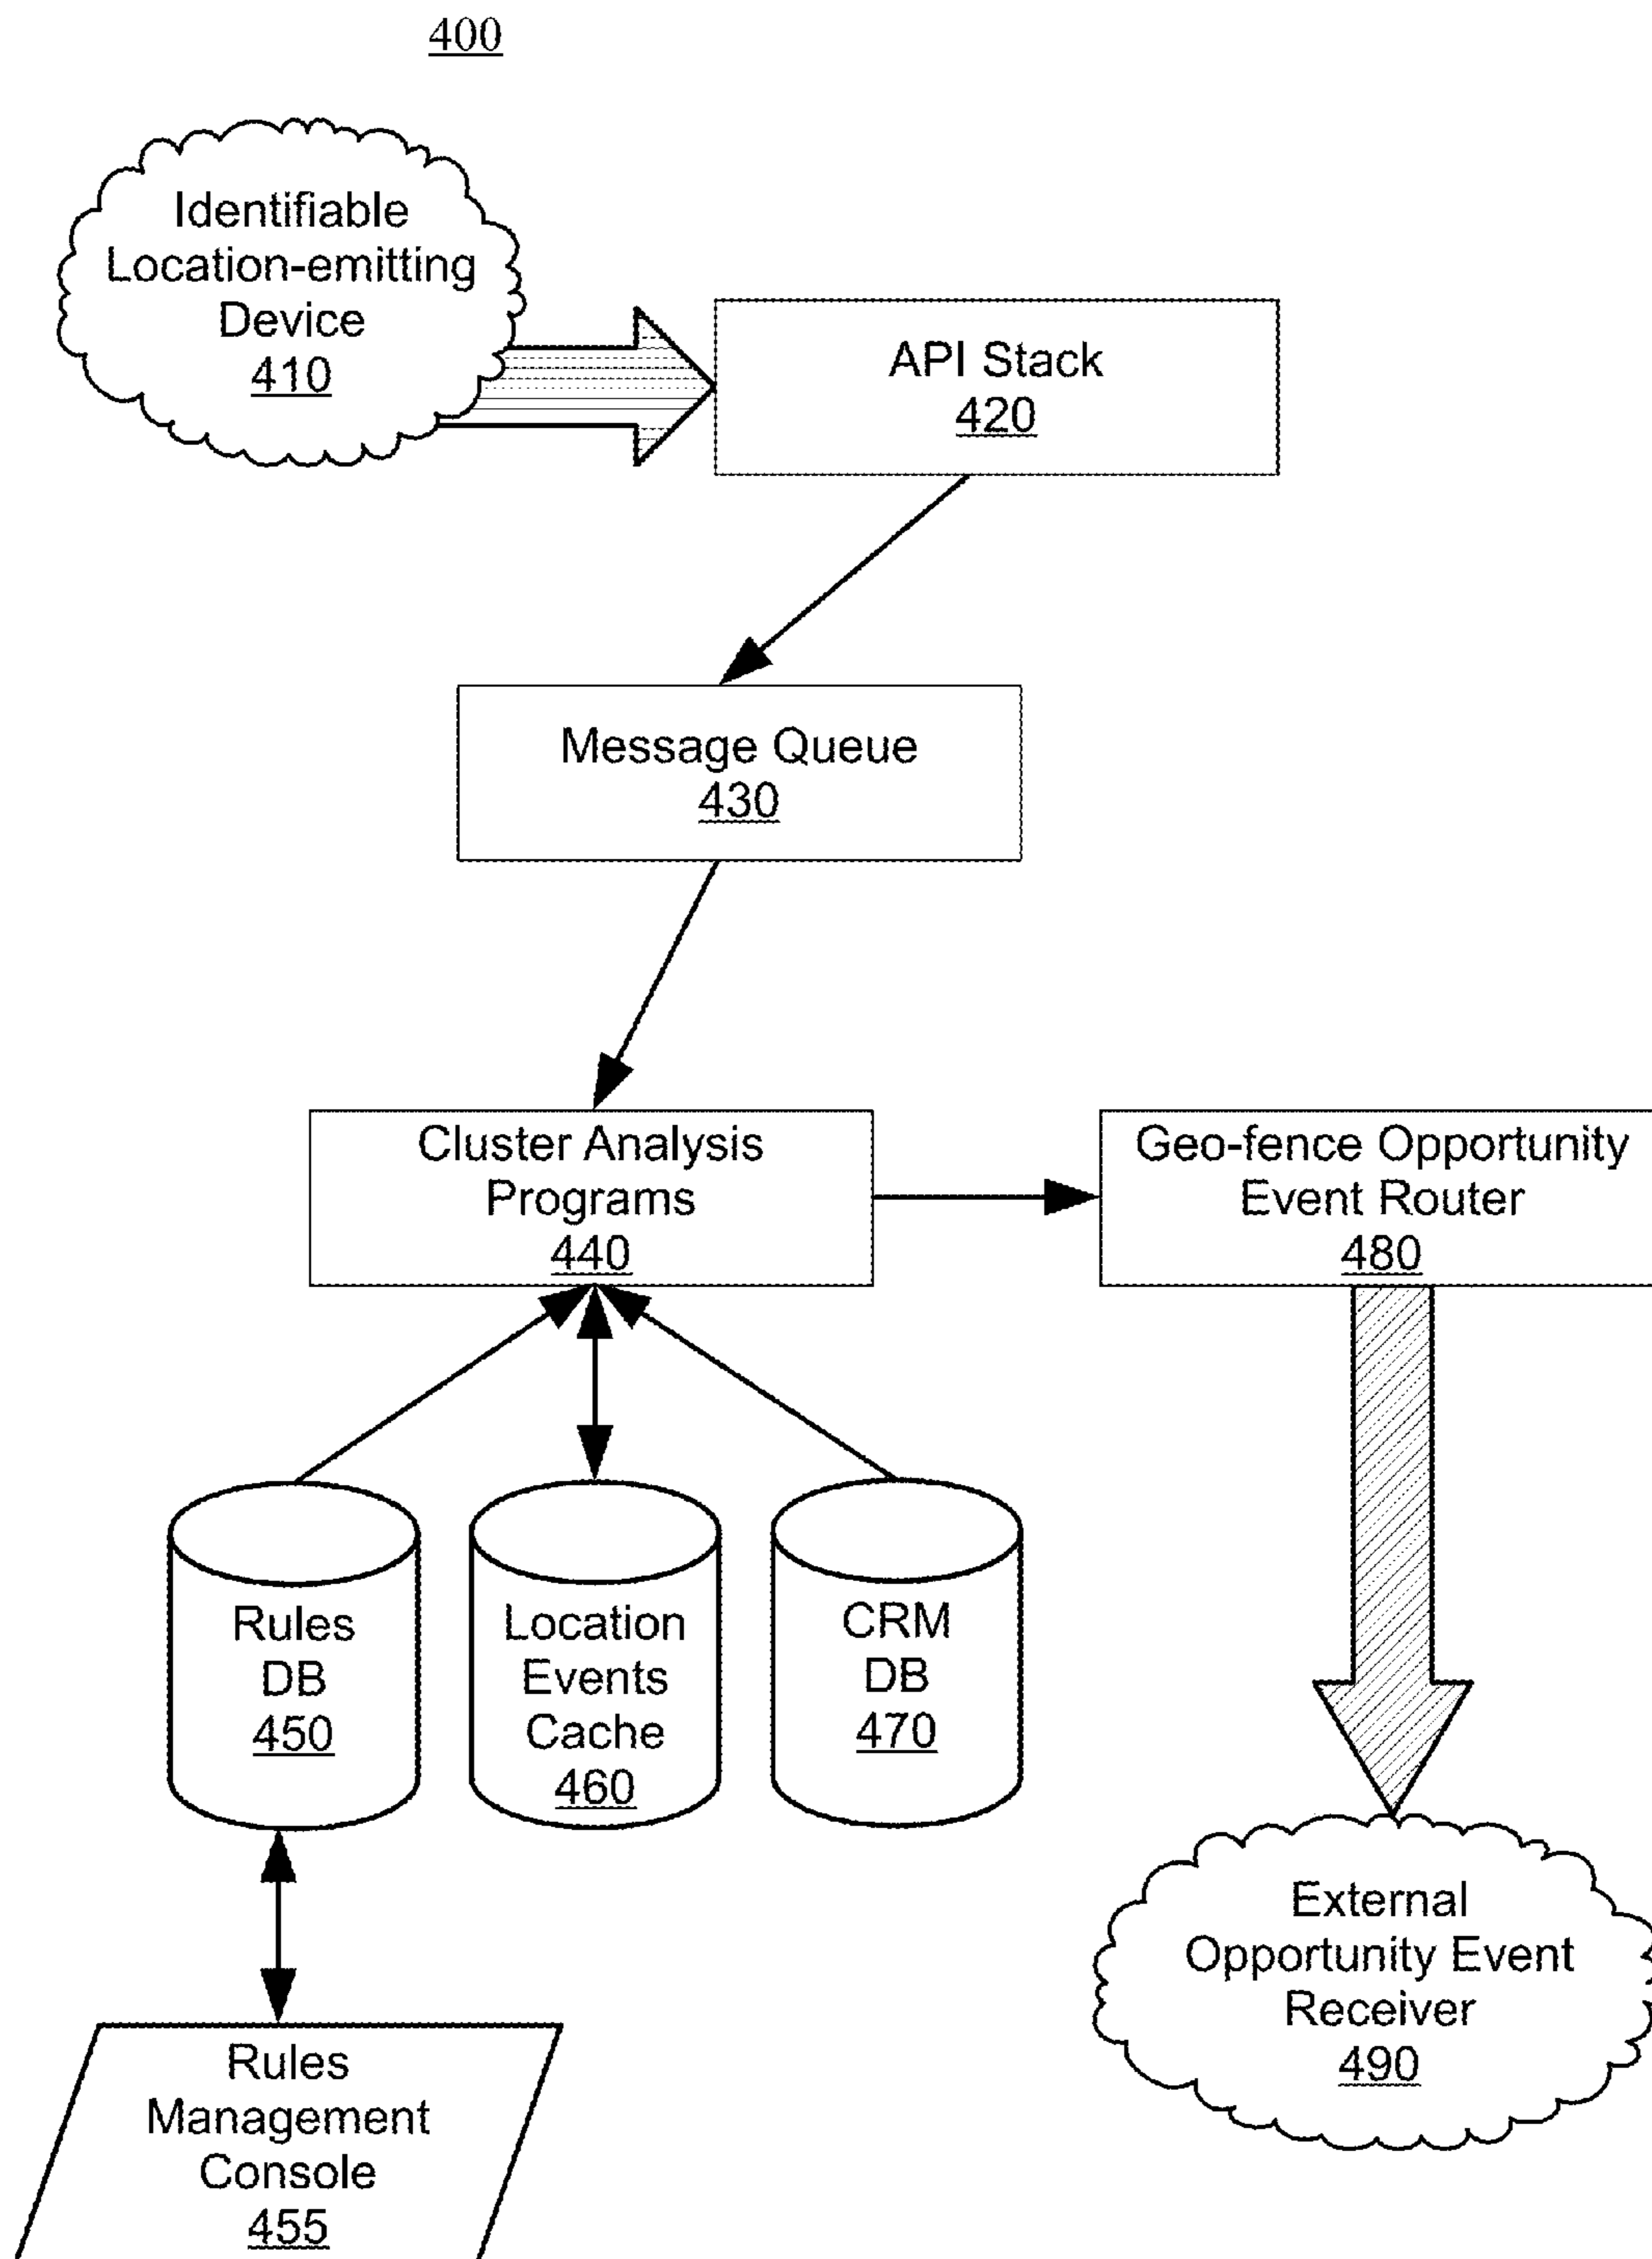 400
Identifiable
Location-emitting
Device
410
API Stack
420
Message Queue
430
Cluster Analysis
Programs
440
Geo-fence Opportunity
Event Router
480
Rules
DB
450
Location
Events
Cache
460
CRM
DB
470
External
Opportunity Event
Receiver
490
Rules
Management
Console
455